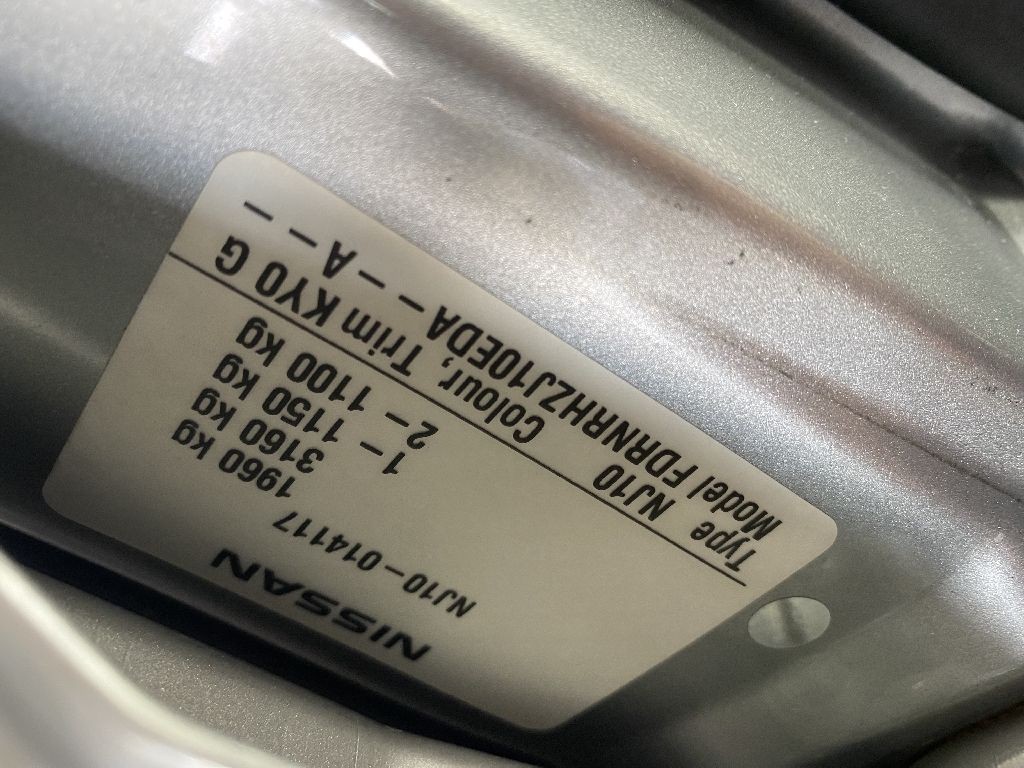 NISSAN
NJ10-014117
1960 kg
3160 kg
1- 1150 kg
2- 1100 kg
Type NJ10 Colour, Trim KY0 G
Model FDRNRHZJ10EDA---A--